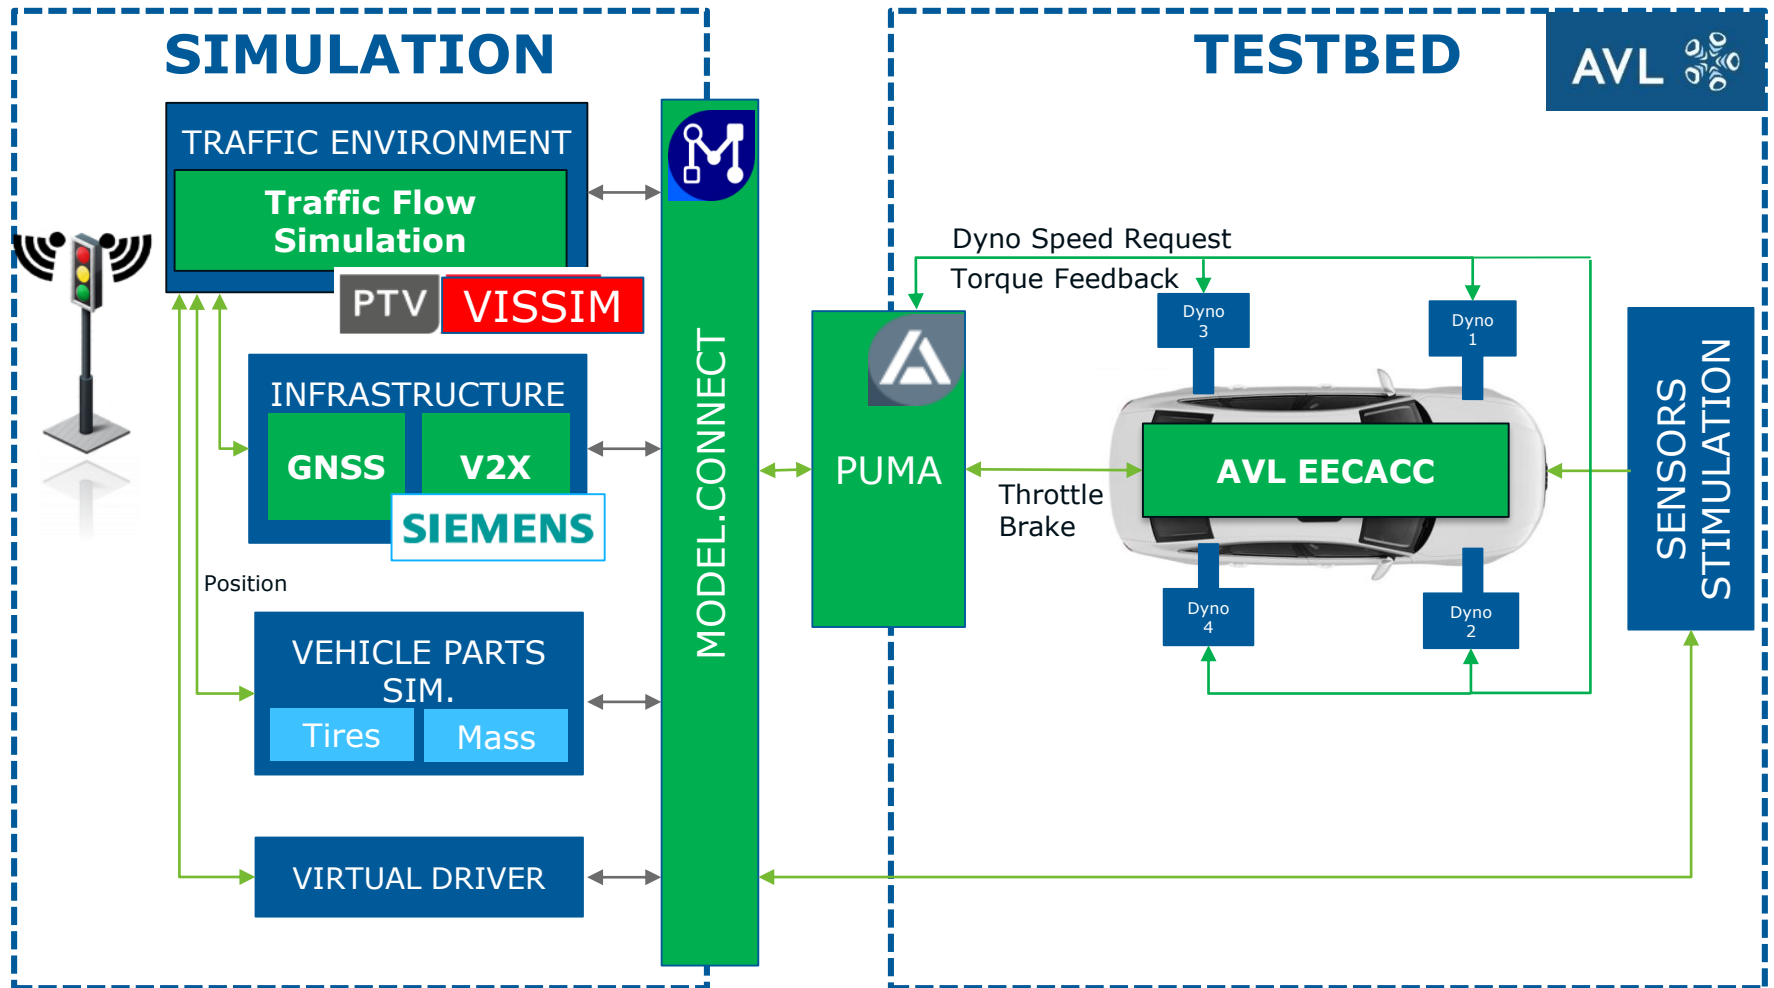 SIMULATION
TRAFFIC ENVIRONMENT
Traffic Flow
Simulation
PTV VISSIM
INFRASTRUCTURE
GNSS
V2X
SIEMENS
Position
VEHICLE PARTS
SIM.
Tires
Mass
VIRTUAL DRIVER
MODEL.CONNECT
TESTBED
AVL
Dyno Speed Request
Torque Feedback
PUMA
Throttle
Brake
Dyno
3
Dyno
1
AVL EECACC
Dyno
4
Dyno
2
SENSORS
STIMULATION